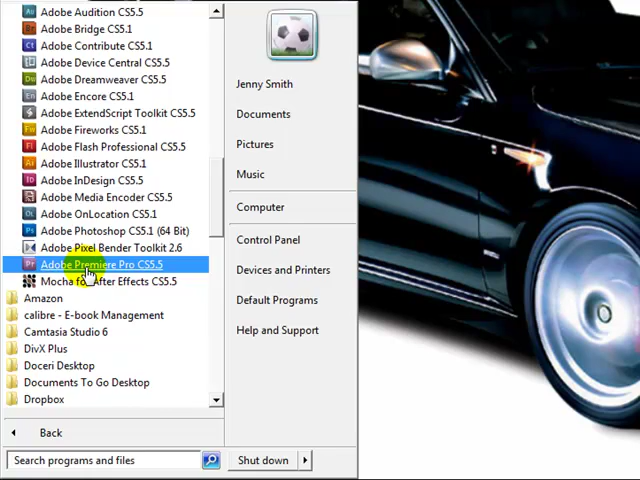 Adobe Audition CS5.5
Adobe Bridge CS5.1
Adobe Contribute CS5.1
Adobe Device Central CS5.5
Adobe Dreamweaver CS5.5
Adobe Encore CS5.1
Adobe ExtendScript Toolkit CS5.5
Adobe Fireworks CS5.1
Adobe Flash Professional CS5.5
Adobe Illustrator CS5.1
Adobe InDesign CS5.5
Adobe Media Encoder CS5.5
Adobe OnLocation CS5.1
Adobe Photoshop CS5.1 (64 Bit)
Adobe Pixel Bender Toolkit 2.6
Adobe Premiere Pro CS5.5
Mocha for After Effects CS5.5
Amazon
calibre - E-book Management
Camtasia Studio 6
DivX Plus
Doceri Desktop
Documents To Go Desktop
Dropbox
Back
Search programs and files
Jenny Smith
Documents
Pictures
Music
Computer
Control Panel
Devices and Printers
Default Programs
Help and Support
Shut down